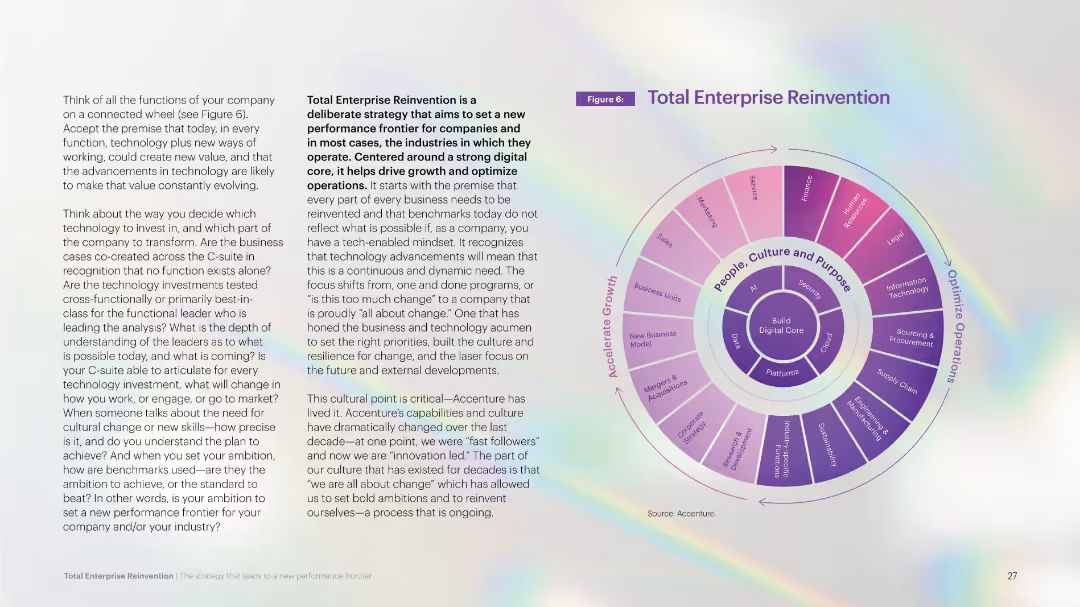 Think of all the functions of your company
on a connected wheel (see Figure 6).
Accept the premise that today, in every
function, technology plus new ways of
working, could create new value, and that
the advancements in technology are likely
to make that value constantly evolving.
Think about the way you decide which
technology to invest in, and which part of
the company to transform. Are the business
cases co-created across the C-suite in
recognition that no function exists alone?
Are the technology investments tested
cross-functionally or primarily best-in-
class for the functional leader who is
leading the analysis? What is the depth of
understanding of the leaders as to what
is possible today, and what is coming? Is
your C-suite able to articulate for every
technology investment, what will change in
how you work, or engage, or go to market?
When someone talks about the need for
cultural change or new skills—how precise
is it, and do you understand the plan to
achieve? And when you set your ambition,
how are benchmarks used—are they the
ambition to achieve, or the standard to
beat? In other words, is your ambition to
set a new performance frontier for your
company and/or your industry?
Total Enterprise Reinvention is a
deliberate strategy that aims to set a new
performance frontier for companies and
in most cases, the industries in which they
operate. Centered around a strong digital
core, it helps drive growth and optimize
operations. It starts with the premise that
every part of every business needs to be
reinvented and that benchmarks today do not
reflect what is possible if, as a company, you
have a tech-enabled mindset. It recognizes
that technology advancements will mean that
this is a continuous and dynamic need. The
focus shifts from, one and done programs, or
“is this too much change” to a company that
is proudly “all about change.” One that has
honed the business and technology acumen
to set the right priorities, built the culture and
resilience for change, and the laser focus on
the future and external developments.
This cultural point is critical—Accenture has
lived it. Accenture’s capabilities and culture
have dramatically changed over the last
decade—at one point, we were “fast followers”
and now we are “innovation led.” The part of
our culture that has existed for decades is that
“we are all about change” which has allowed
us to set bold ambitions and to reinvent
ourselves—a process that is ongoing.
Figure 6:
Total Enterprise Reinvention
Accelerate Growth
Optimize Operations
Finance
Human
Resources
Legal
Information
Technology
Sourcing &
Procurement
Supply Chain
Engineering &
Manufacturing
Sustainability
Industry-specific
Functions
Research &
Development
Corporate
Strategy
Mergers &
Acquisitions
New Business
Model
Business Units
Sales
Marketing
Service
People, Culture and Purpose
AI
Security
Cloud
Platforms
Data
Build
Digital Core
Source: Accenture.
Total Enterprise Reinvention | The strategy that leads to a new performance frontier
27